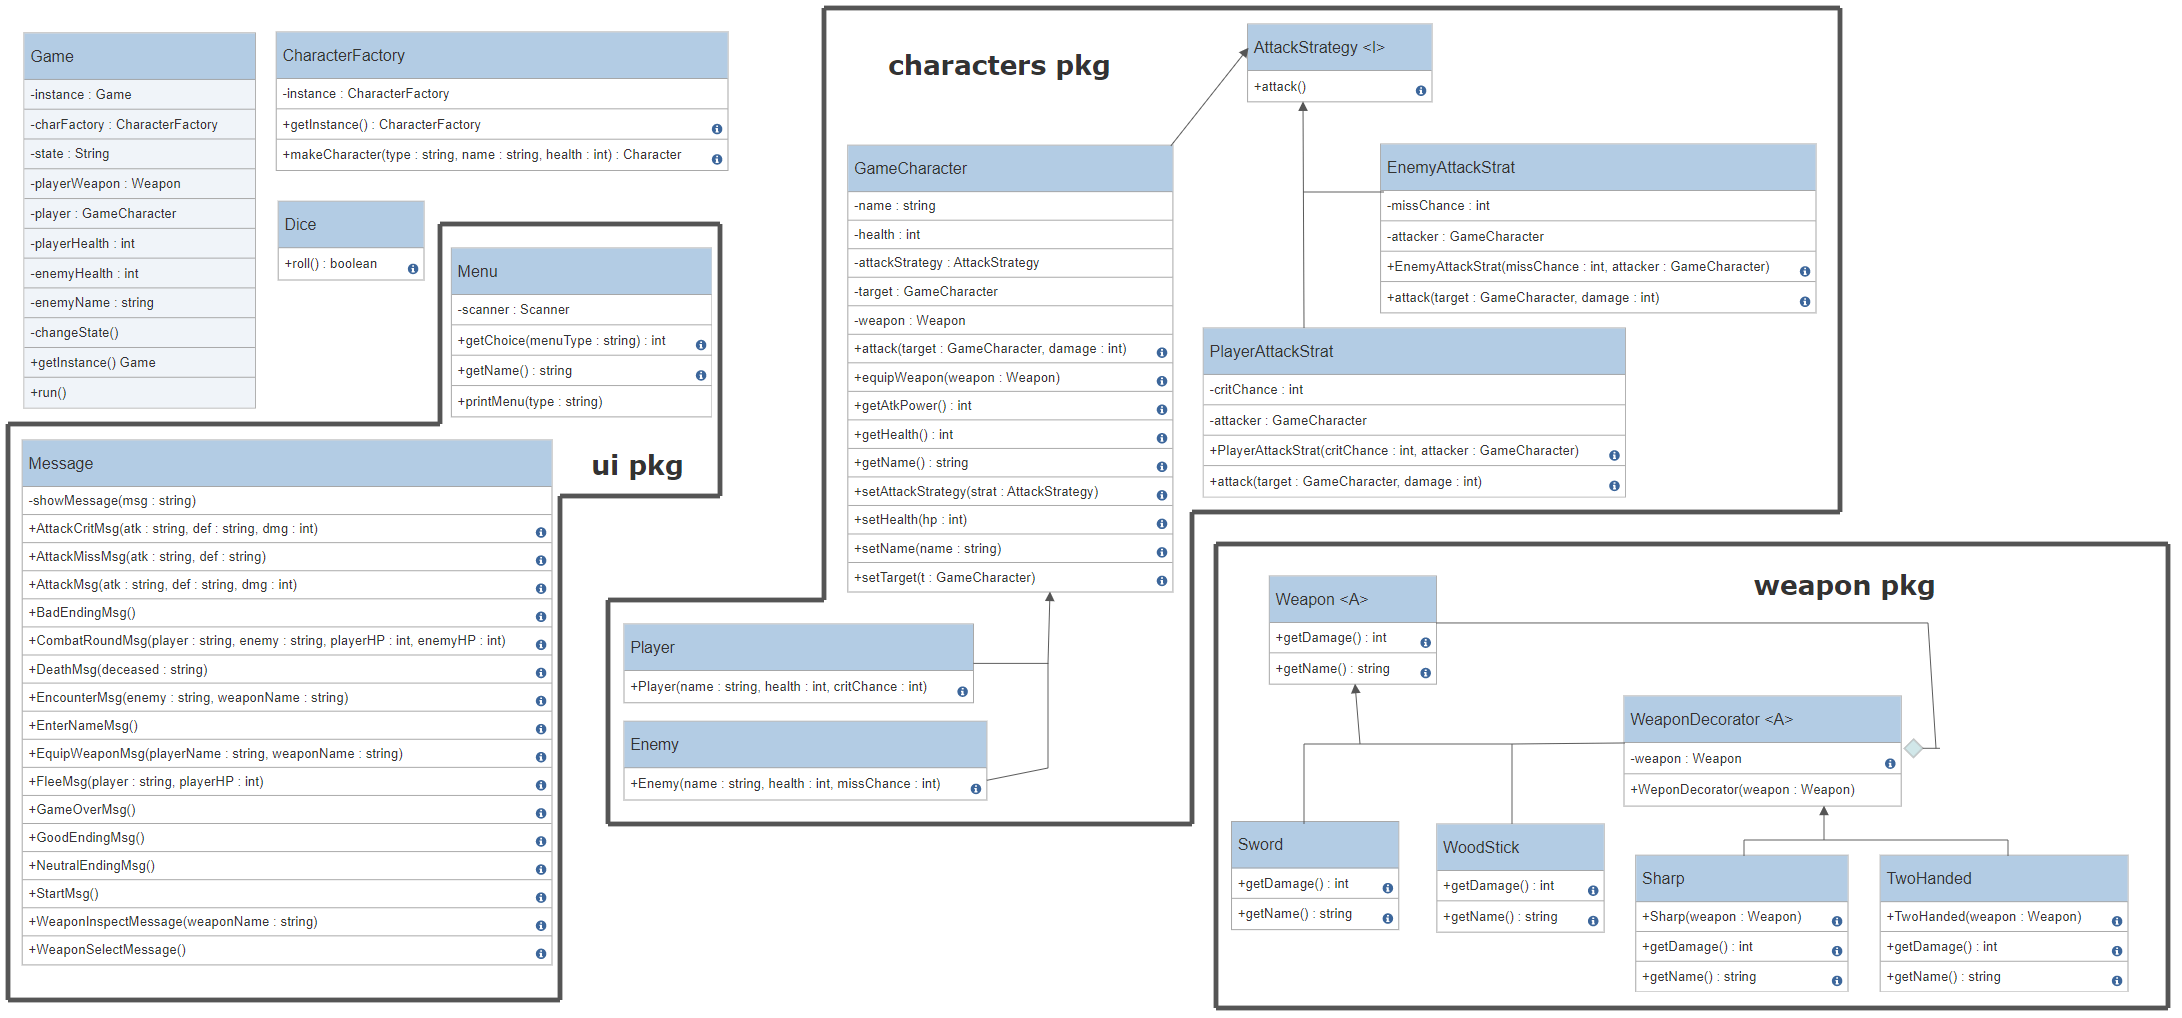 Game
-instance : Game
-charFactory : CharacterFactory
-state : String
-playerWeapon : Weapon
-player : GameCharacter
-playerHealth : int
-enemyHealth : int
-enemyName : string
-changeState()
+getInstance() Game
+run()
CharacterFactory
-instance : CharacterFactory
+getInstance() : CharacterFactory
+makeCharacter(type : string, name : string, health : int) : Character
Dice
+roll() : boolean
Menu
-scanner : Scanner
+getChoice(menuType : string) : int
+getName() : string
+printMenu(type : string)
ui pkg
Message
-showMessage(msg : string)
+AttackCritMsg(atk : string, def : string, dmg : int)
+AttackMissMsg(atk : string, def : string)
+AttackMsg(atk : string, def : string, dmg : int)
+BadEndingMsg()
+CombatRoundMsg(player : string, enemy : string, playerHP : int, enemyHP : int)
+DeathMsg(deceased : string)
+EncounterMsg(enemy : string, weaponName : string)
+EnterNameMsg()
+EquipWeaponMsg(playerName : string, weaponName : string)
+FleeMsg(player : string, playerHP : int)
+GameOverMsg()
+GoodEndingMsg()
+NeutralEndingMsg()
+StartMsg()
+WeaponInspectMessage(weaponName : string)
+WeaponSelectMessage()
characters pkg
AttackStrategy <I>
+attack()
GameCharacter
-name : string
-health : int
-attackStrategy : AttackStrategy
-target : GameCharacter
-weapon : Weapon
+attack(target : GameCharacter, damage : int)
+equipWeapon(weapon : Weapon)
+getAtkPower() : int
+getHealth() : int
+getName() : string
+setAttackStrategy(strat : AttackStrategy)
+setHealth(hp : int)
+setName(name : string)
+setTarget(t : GameCharacter)
EnemyAttackStrat
-missChance : int
-attacker : GameCharacter
+EnemyAttackStrat(missChance : int, attacker : GameCharacter)
+attack(target : GameCharacter, damage : int)
PlayerAttackStrat
-critChance : int
-attacker : GameCharacter
+PlayerAttackStrat(critChance : int, attacker : GameCharacter)
+attack(target : GameCharacter, damage : int)
Player
+Player(name : string, health : int, critChance : int)
Enemy
+Enemy(name : string, health : int, missChance : int)
weapon pkg
Weapon <A>
+getDamage() : int
+getName() : string
WeaponDecorator <A>
-weapon : Weapon
+WeponDecorator(weapon : Weapon)
Sword
+getDamage() : int
+getName() : string
WoodStick
+getDamage() : int
+getName() : string
Sharp
+Sharp(weapon : Weapon)
+getDamage() : int
+getName() : string
TwoHanded
+TwoHanded(weapon : Weapon)
+getDamage() : int
+getName() : string